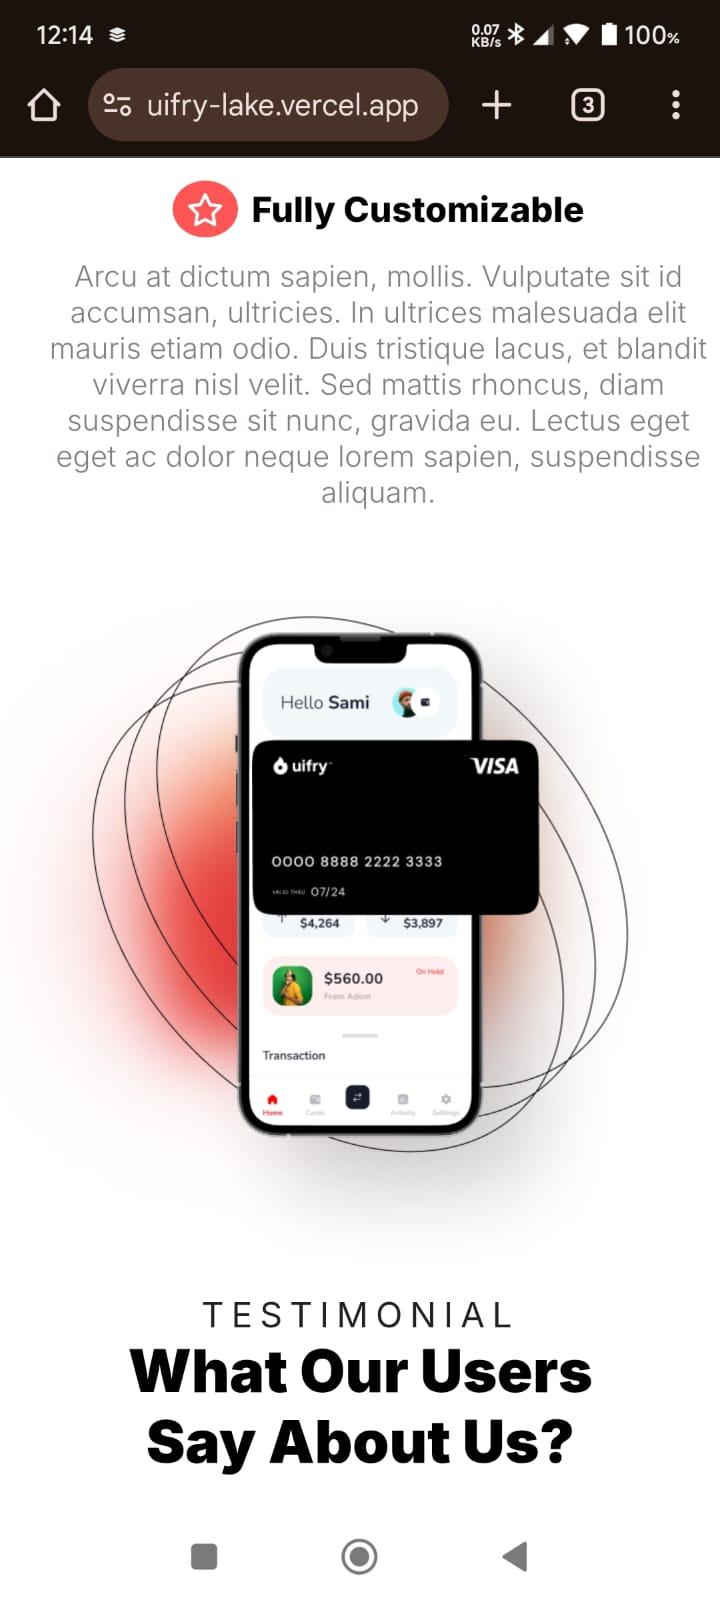 12:14
0.07
KB/s
100%
uifry-lake.vercel.app
3
Fully Customizable
Arcu at dictum sapien, mollis. Vulputate sit id
accumsan, ultricies. In ultrices malesuada elit
mauris etiam odio. Duis tristique lacus, et blandit
viverra nisl velit. Sed mattis rhoncus, diam
suspendisse sit nunc, gravida eu. Lectus eget
eget ac dolor neque lorem sapien, suspendisse
aliquam.
Hello Sami
uifry™
VISA
0000 8888 2222 3333
VALID THRU 07/24
$4,264
$3,897
$560.00
On Hold
From Adom
Transaction
Home
Cards
Activity
Settings
TESTIMONIAL
What Our Users
Say About Us?